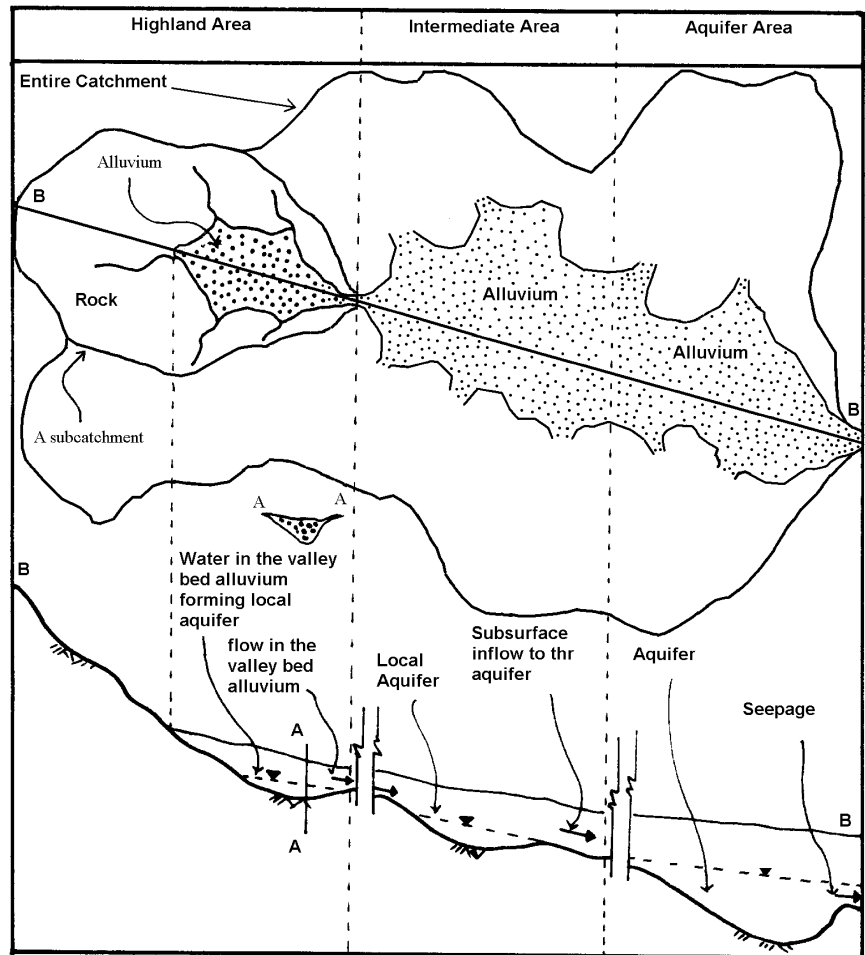 Highland Area
Intermediate Area
Aquifer Area
Entire Catchment
Alluvium
B
Rock
Alluvium
Alluvium
B
A subcatchment
A
A
B
Water in the valley
bed alluvium
forming local
aquifer
flow in the
valley bed
alluvium
Local
Aquifer
Subsurface
inflow to thr
aquifer
Aquifer
Seepage
A
A
B